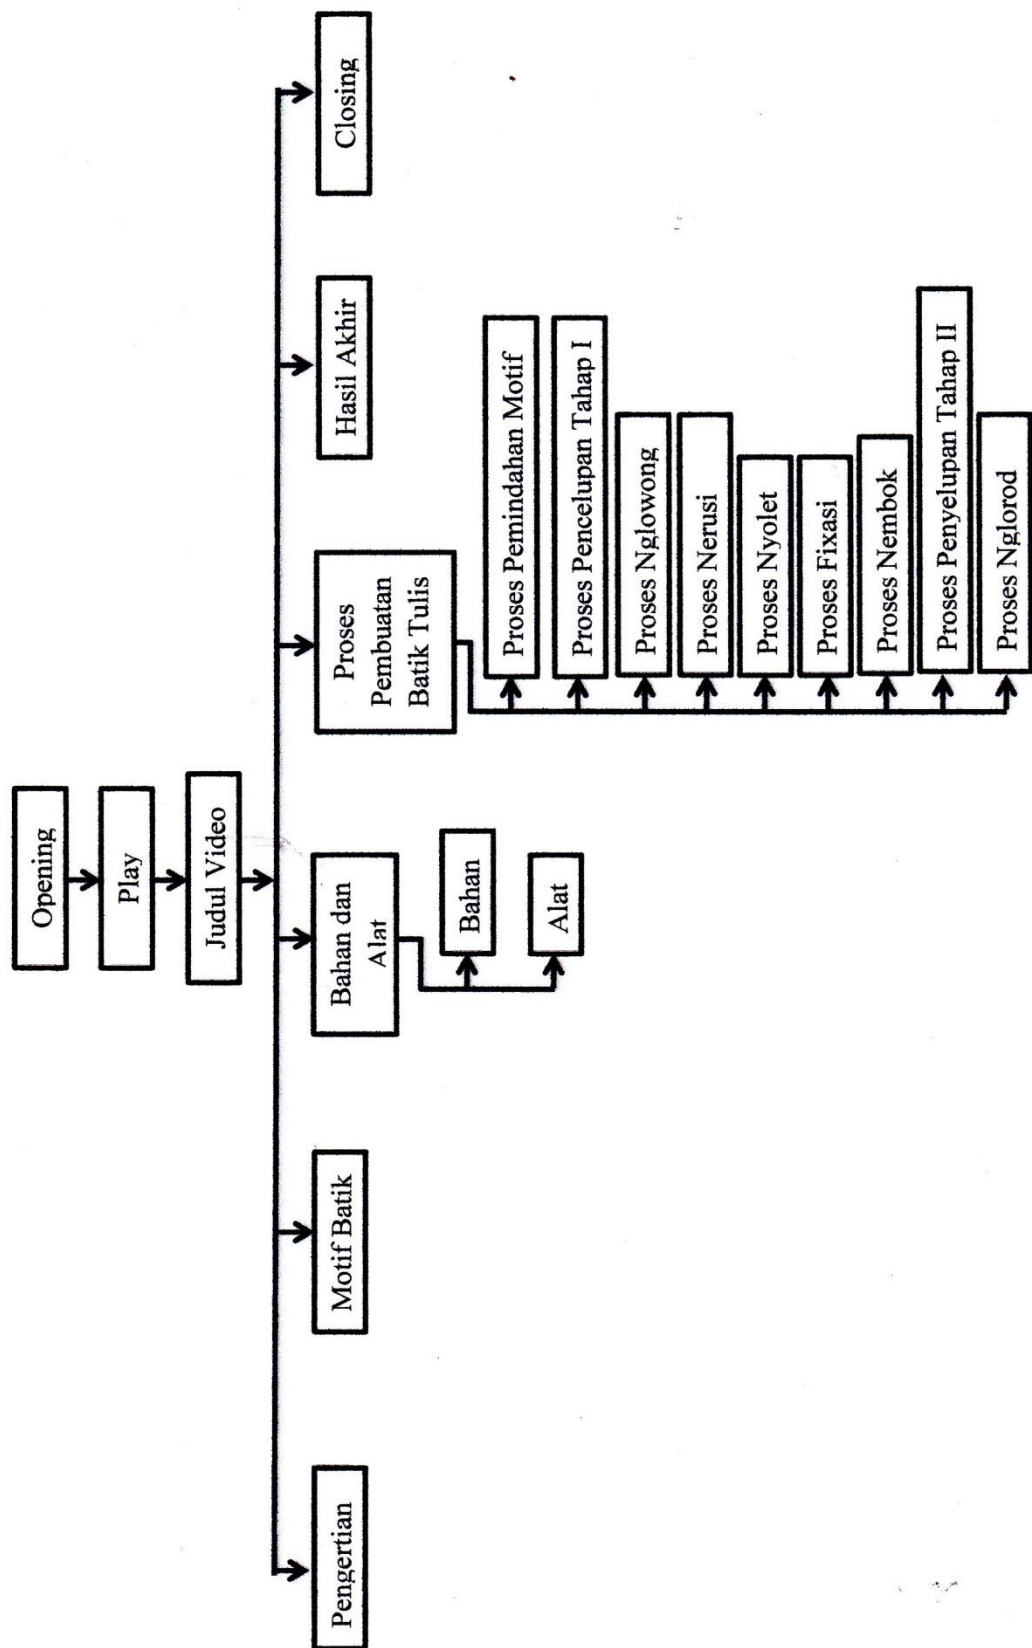 Opening
Play
Judul Video
Pengertian
Motif Batik
Bahan dan
Alat
Bahan
Alat
Proses
Pembuatan
Batik Tulis
Proses Pemindahan Motif
Proses Pencelupan Tahap I
Proses Nglowong
Proses Nerusi
Proses Nyolet
Proses Fixasi
Proses Nembok
Proses Penyelupan Tahap II
Proses Nglorod
Hasil Akhir
Closing